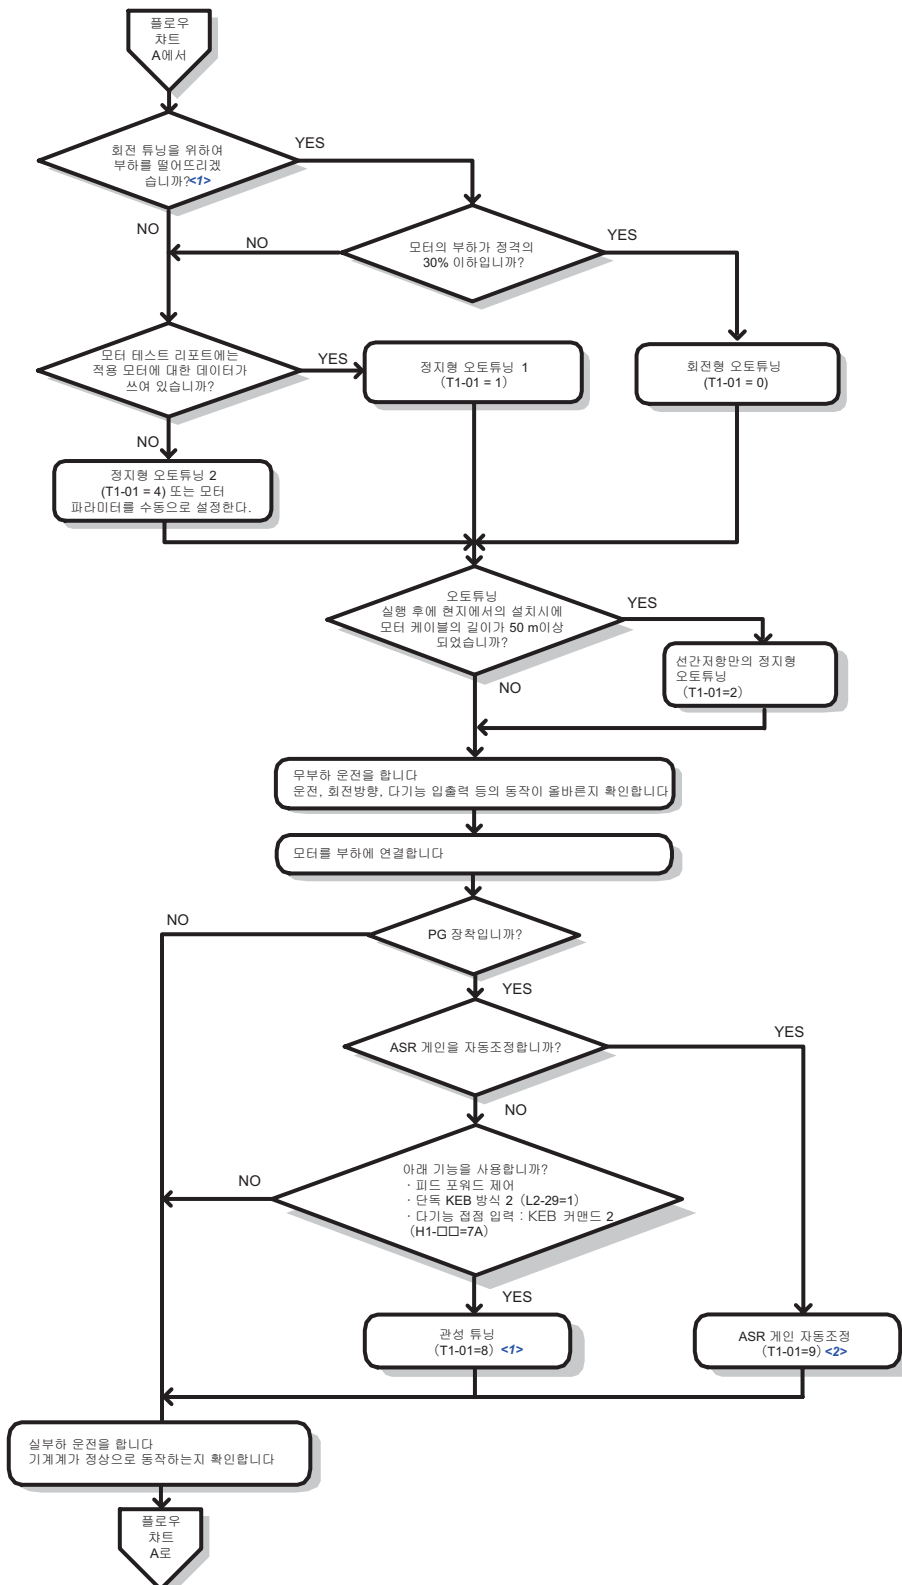 플로우
챠트
A에서
회전 튜닝을 위하여
부하를 떨어뜨리겠
습니까?<1>
YES
NO
모터의 부하가 정격의
30% 이하입니까?
NO
YES
모터 테스트 리포트에는
적용 모터에 대한 데이터가
쓰여 있습니까?
YES
정지형 오토튜닝 1
(T1-01 = 1)
회전형 오토튜닝
(T1-01 = 0)
NO
정지형 오토튜닝 2
(T1-01 = 4) 또는 모터
파라미터를 수동으로 설정한다.
오토튜닝
실행 후에 현지에서의 설치시에
모터 케이블의 길이가 50 m이상
되었습니까?
YES
선간저항만의 정지형
오토튜닝
(T1-01=2)
NO
무부하 운전을 합니다
운전, 회전방향, 다기능 입출력 등의 동작이 올바른지 확인합니다
모터를 부하에 연결합니다
PG 장착입니까?
NO
YES
ASR 게인을 자동조정합니까?
YES
NO
아래 기능을 사용합니까?
· 피드 포워드 제어
· 단독 KEB 방식 2 (L2-29=1)
· 다기능 접점 입력 : KEB 커맨드 2
(H1-□□=7A)
NO
YES
관성 튜닝
(T1-01=8) <1>
ASR 게인 자동조정
(T1-01=9) <2>
실부하 운전을 합니다
기계계가 정상으로 동작하는지 확인합니다
플로우
챠트
A로